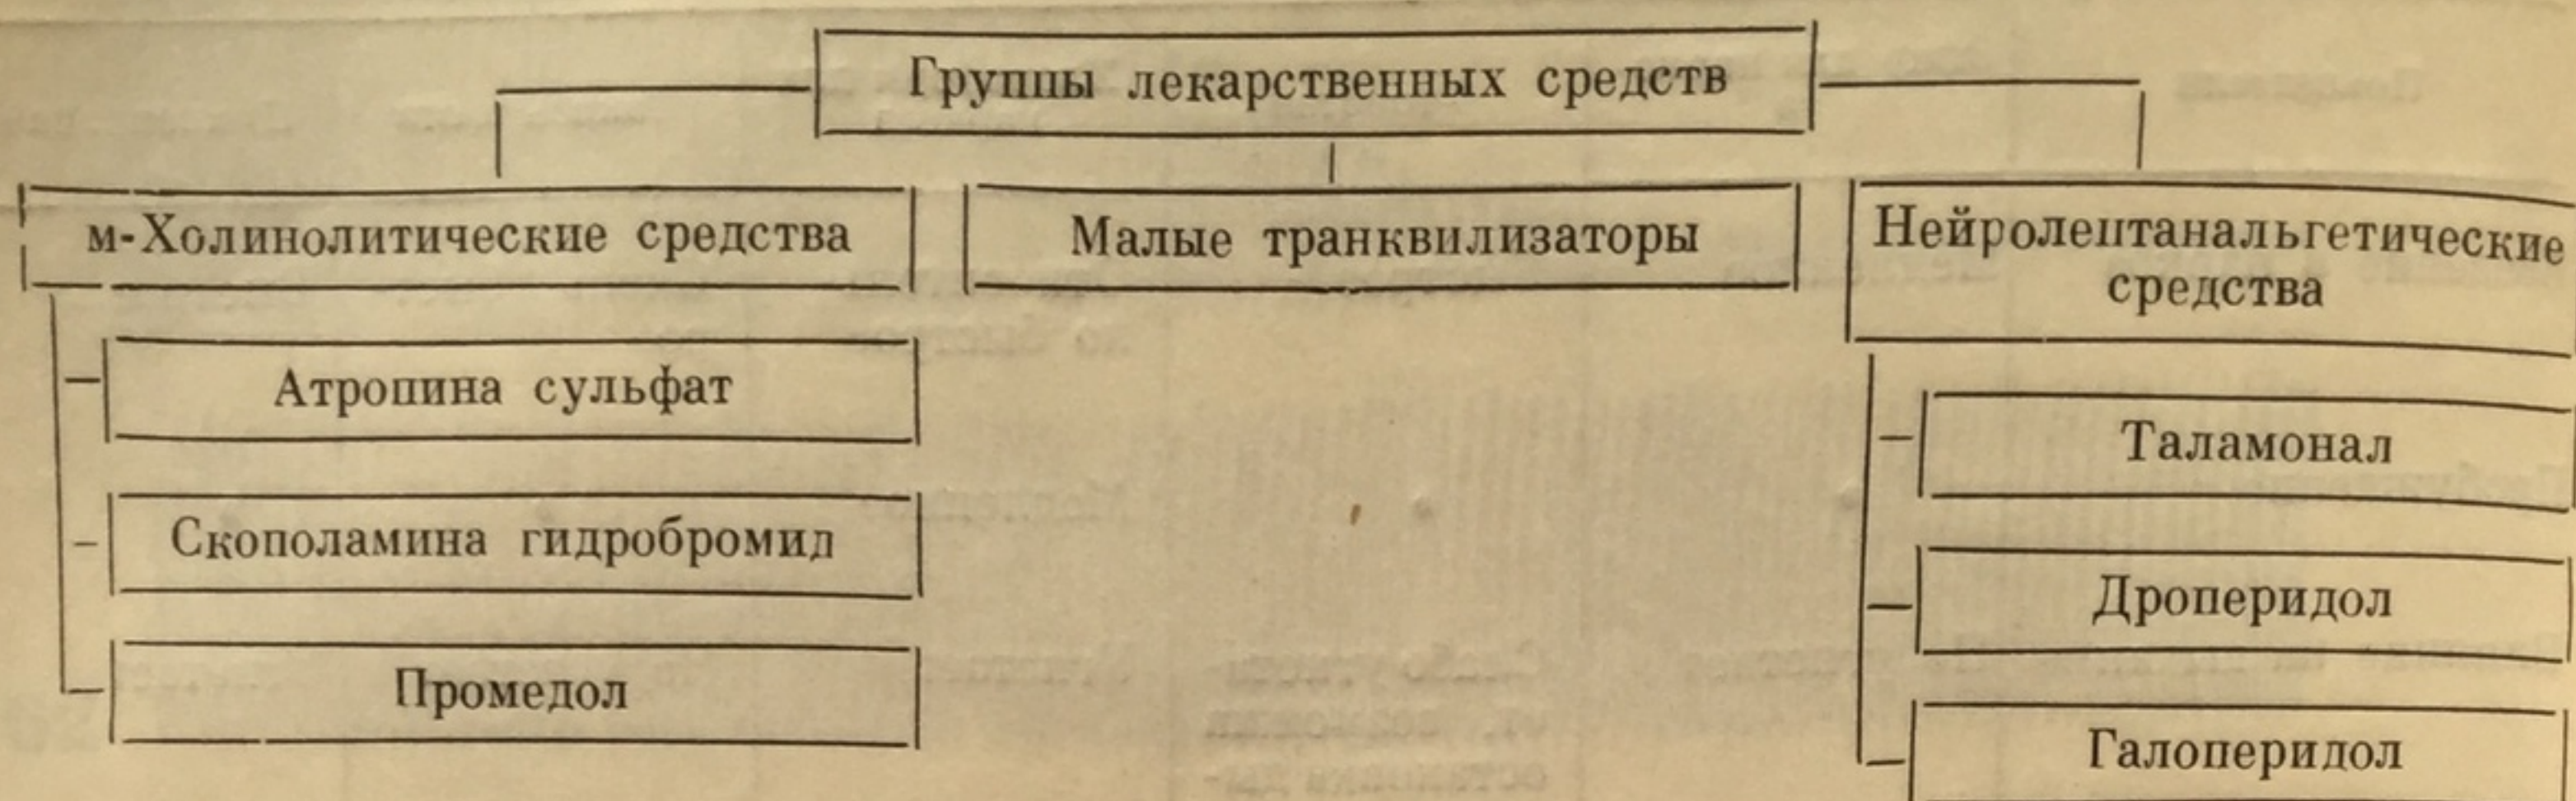 Группы лекарственных средств
м-Холинолитические средства
Малые транквилизаторы
Нейролептанальгетические
средства
Атропина сульфат
Скополамина гидробромид
Промедол
Таламонал
Дроперидол
Галоперидол